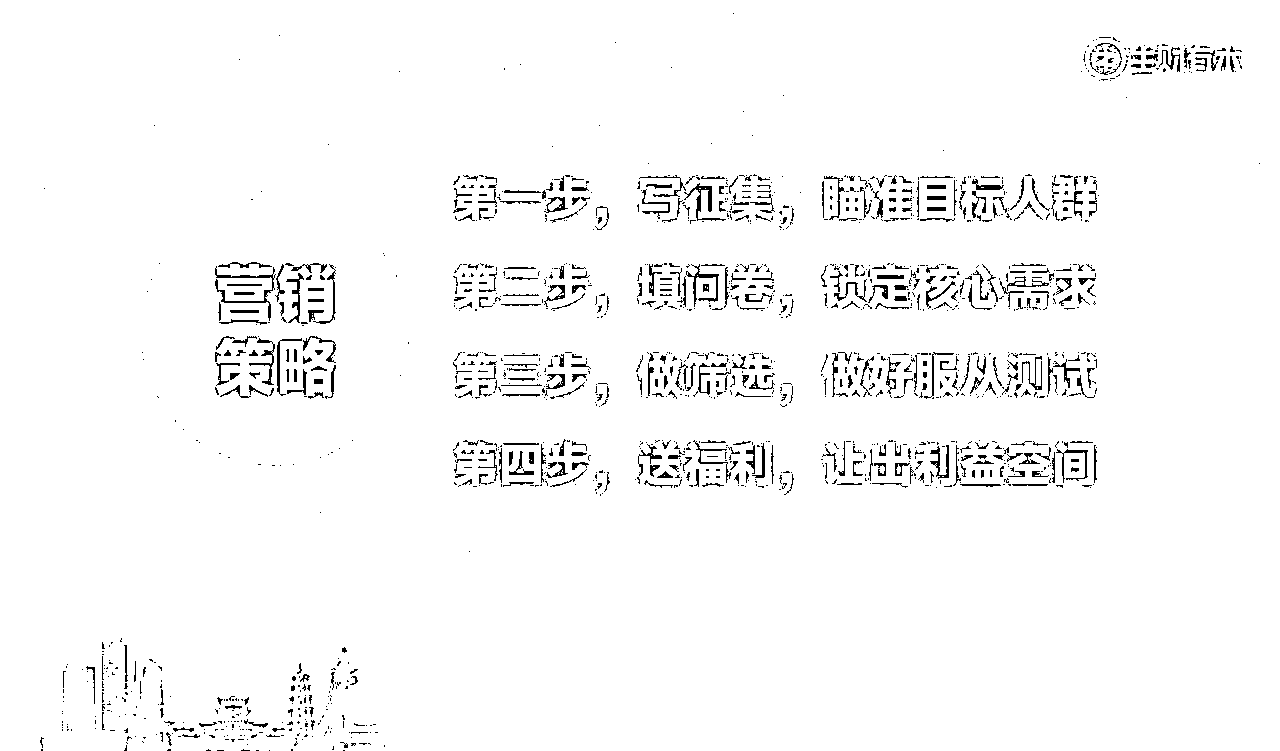 生财有术
营销
策略
第一步，写征集，瞄准目标人群
第二步，填问卷，锁定核心需求
第三步，做筛选，做好服从测试
第四步，送福利，让出利益空间